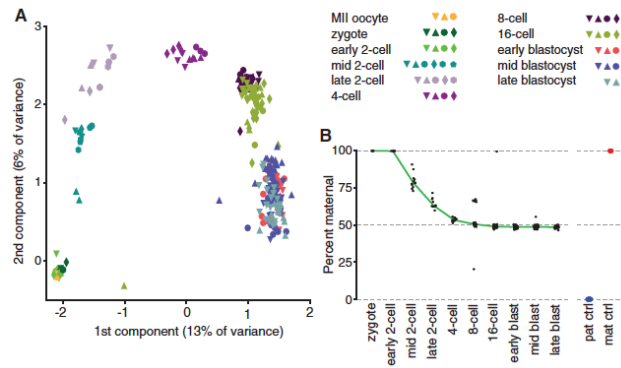 A
3
2
1
0
-2
-1
0
1
2
2nd component (6% of variance)
1st component (13% of variance)
MII oocyte
zygote
early 2-cell
mid 2-cell
late 2-cell
4-cell
8-cell
16-cell
early blastocyst
mid blastocyst
late blastocyst
B
100
75
50
25
0
Percent maternal
zygote
early 2-cell
mid 2-cell
late 2-cell
4-cell
8-cell
16-cell
early blast
mid blast
late blast
pat ctrl
mat ctrl